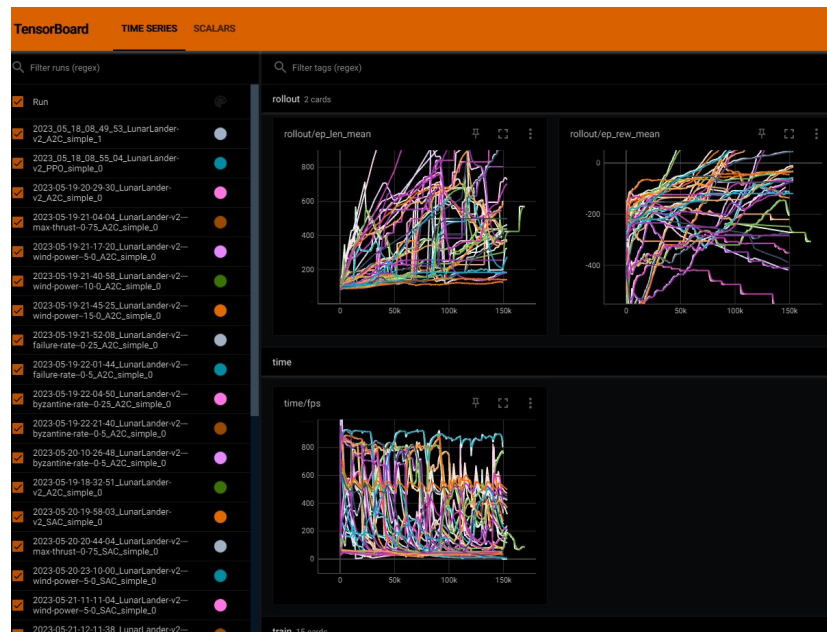 TensorBoard TIME SERIES SCALARS
Filter runs (regex)
Run
2023_05_18_08_49_53_LunarLander-
v2_A2C_simple_1
2023_05_18_08_55_04_LunarLander-
v2_PPO_simple_0
2023-05-19-20-29-30_LunarLander-
v2_A2C_simple_0
2023-05-19-21-04-04_LunarLander-v2---
max-thrust--0-75_A2C_simple_0
2023-05-19-21-17-20_LunarLander-v2---
wind-power--5-0_A2C_simple_0
2023-05-19-21-40-58_LunarLander-v2---
wind-power--10-0_A2C_simple_0
2023-05-19-21-45-25_LunarLander-v2---
wind-power--15-0_A2C_simple_0
2023-05-19-21-52-08_LunarLander-v2---
failure-rate--0-25_A2C_simple_0
2023-05-19-22-01-44_LunarLander-v2---
failure-rate--0-5_A2C_simple_0
2023-05-19-22-04-50_LunarLander-v2---
byzantine-rate--0-25_A2C_simple_0
2023-05-19-22-21-40_LunarLander-v2---
byzantine-rate--0-5_A2C_simple_0
2023-05-20-10-26-48_LunarLander-v2---
byzantine-rate--0-5_A2C_simple_0
2023-05-19-18-32-51_LunarLander-
v2_A2C_simple_0
2023-05-20-19-58-03_LunarLander-
v2_SAC_simple_0
2023-05-20-20-44-04_LunarLander-v2---
max-thrust--0-75_SAC_simple_0
2023-05-20-23-10-00_LunarLander-v2---
wind-power--5-0_SAC_simple_0
2023-05-21-11-11-04_LunarLander-v2---
wind-power--5-0_SAC_simple_0
2023-05-21-12-11-38_LunarLander-v2---
Filter tags (regex)
rollout 2 cards
rollout/ep_len_mean
800
600
400
200
0 50k 100k 150k
rollout/ep_rew_mean
0
-200
-400
0 50k 100k 150k
time
time/fps
800
600
400
200
0
0 50k 100k 150k
train 15 cards